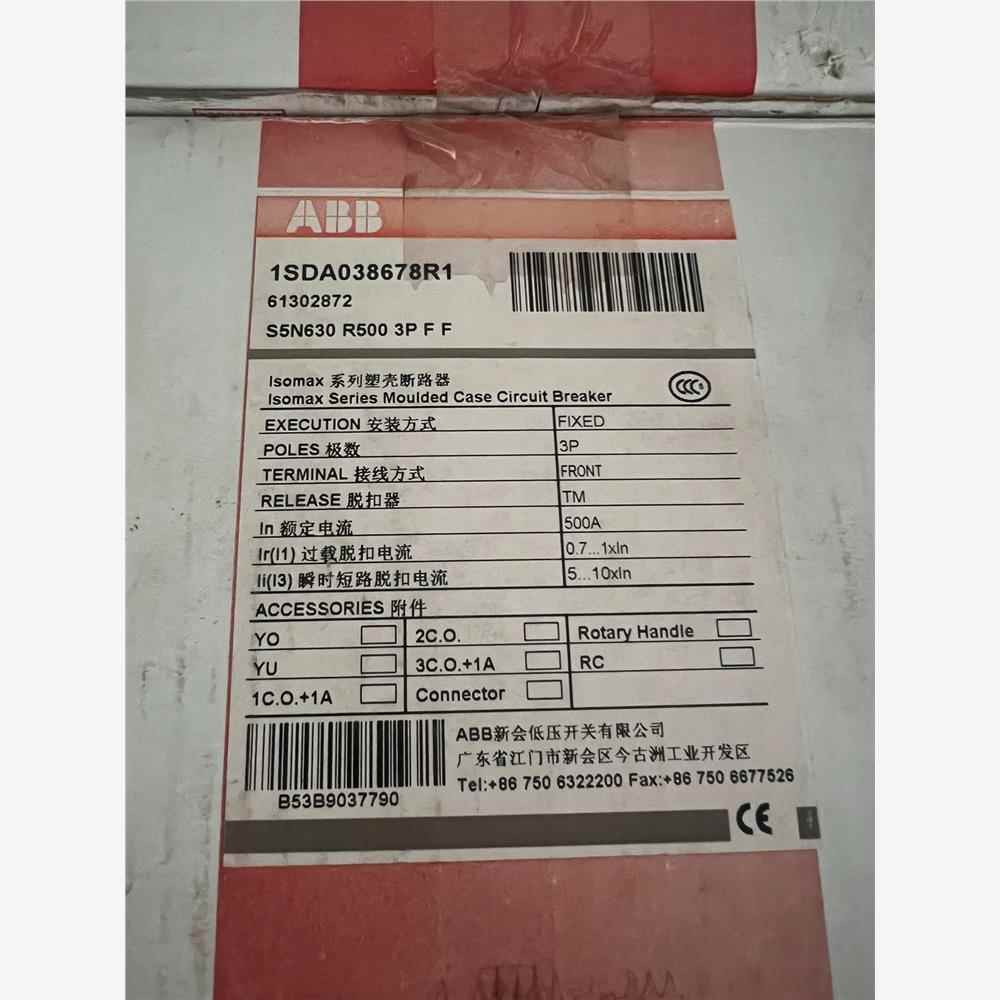 ABB
1SDA038678R1
61302872
S5N630 R500 3P F F
Isomax 系列塑壳断路器
Isomax Series Moulded Case Circuit Breaker
EXECUTION 安装方式 FIXED
POLES 极数 3P
TERMINAL 接线方式 FRONT
RELEASE 脱扣器 TM
In 额定电流 500A
Ir(I1) 过载脱扣电流 0.7...1xIn
Ii(I3) 瞬时短路脱扣电流 5...10xIn
ACCESSORIES 附件
YO 2C.O. Rotary Handle
YU 3C.O.+1A RC
1C.O.+1A Connector
ABB新会低压开关有限公司
广东省江门市新会区今古洲工业开发区
Tel:+86 750 6322200 Fax:+86 750 6677526
B53B9037790
CE